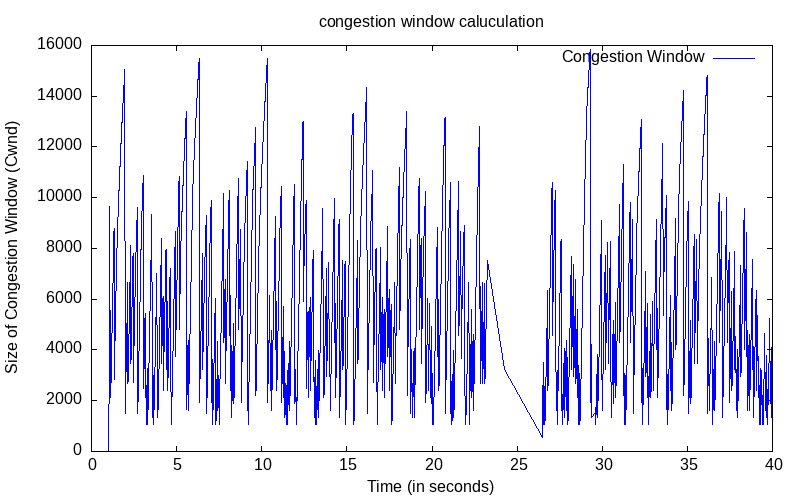 congestion window caluculation
Congestion Window
Size of Congestion Window (Cwnd)
16000
14000
12000
10000
8000
6000
4000
2000
0
0 5 10 15 20 25 30 35 40
Time (in seconds)